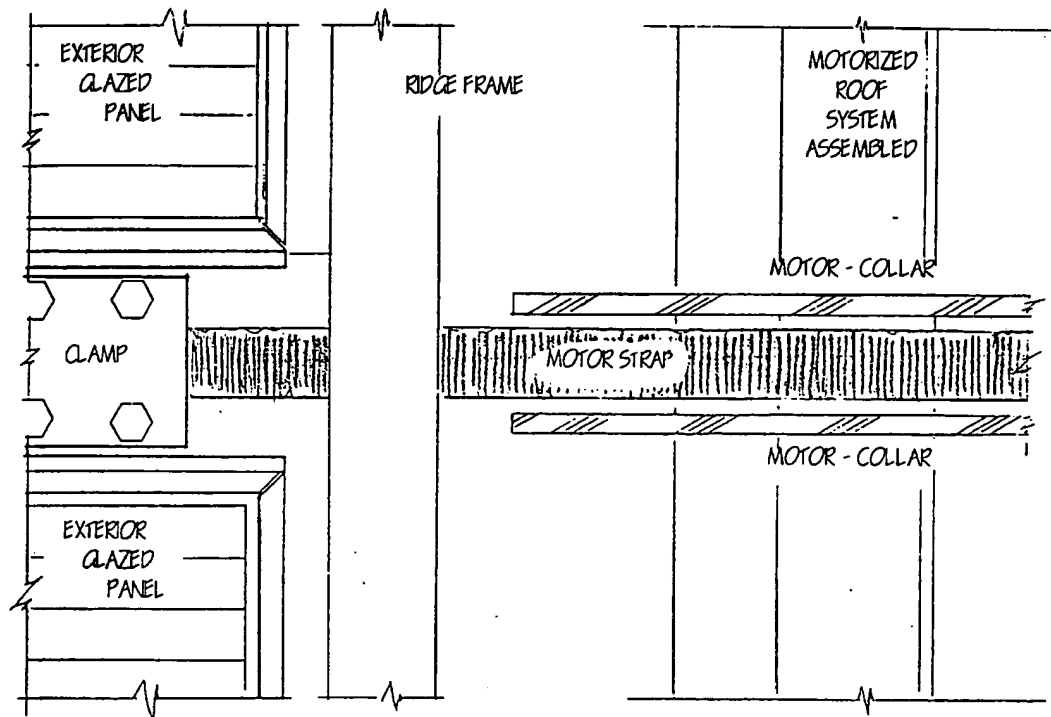 EXTERIOR
GLAZED
PANEL
RIDGE FRAME
MOTORIZED
ROOF
SYSTEM
ASSEMBLED
MOTOR - COLLAR
CLAMP
MOTOR STRAP
MOTOR - COLLAR
EXTERIOR
GLAZED
PANEL